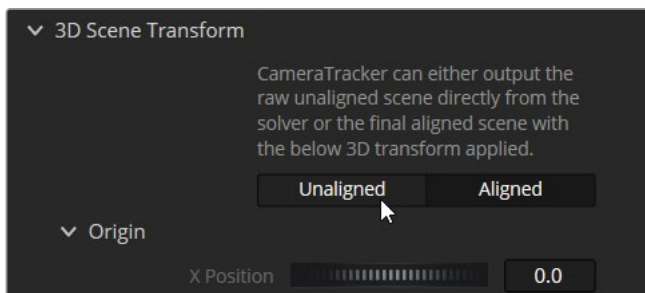 3D Scene Transform
CameraTracker can either output the
raw unaligned scene directly from the
solver or the final aligned scene with
the below 3D transform applied.
Unaligned Aligned
Origin
X Position 0.0